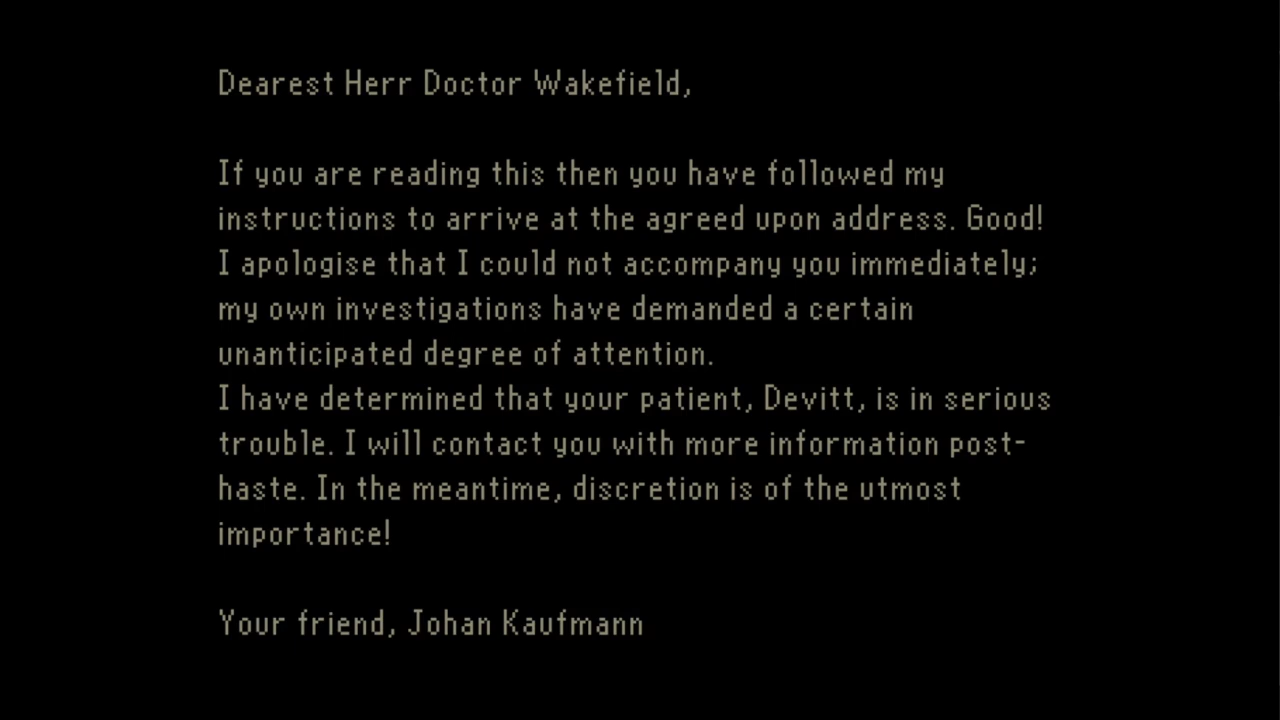 Dearest Herr Doctor Wakefield,
If you are reading this then you have followed my
instructions to arrive at the agreed upon address. Good!
I apologise that I could not accompany you immediately;
my own investigations have demanded a certain
unanticipated degree of attention.
I have determined that your patient, Devitt, is in serious
trouble. I will contact you with more information post-
haste. In the meantime, discretion is of the utmost
importance!
Your friend, Johan Kaufmann